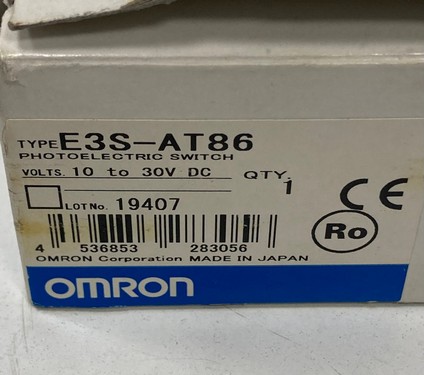 TYPE E3S-AT86
PHOTOELECTRIC SWITCH
VOLTS. 10 to 30V DC QTY. 1
LOT No. 19407
CE
Ro
4 536853 283056
OMRON Corporation MADE IN JAPAN
OMRON